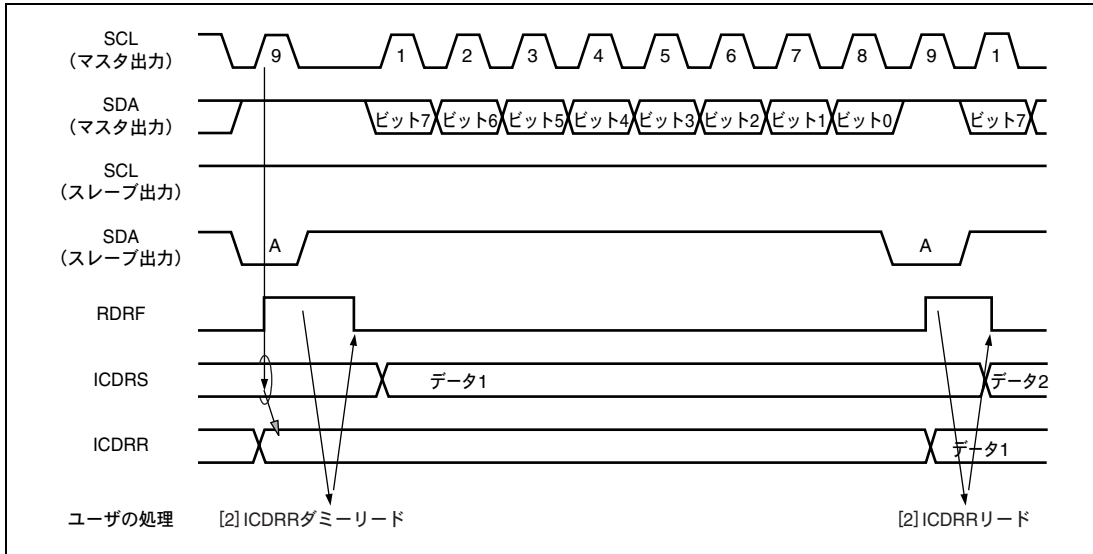 SCL
（マスタ出力）
9 1 2 3 4 5 6 7 8 9 1
SDA
（マスタ出力）
ビット7 ビット6 ビット5 ビット4 ビット3 ビット2 ビット1 ビット0 ビット7
SCL
（スレーブ出力）
SDA
（スレーブ出力）
A A
RDRF
ICDRS
データ1 データ2
ICDRR
データ1
ユーザの処理 [2] ICDRRダミーリード [2] ICDRRリード